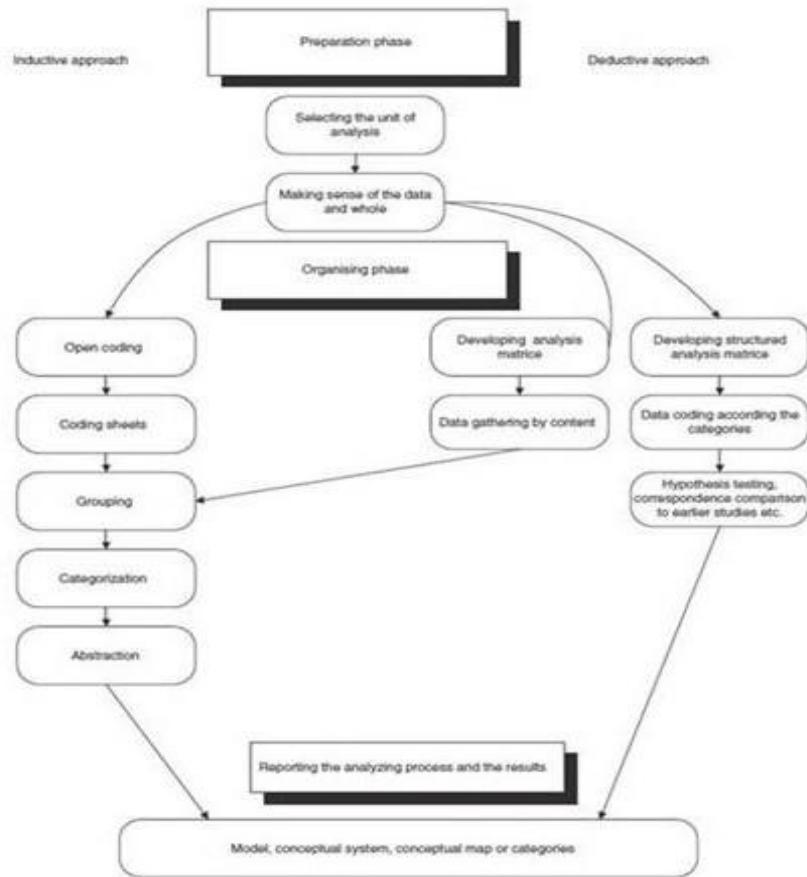 Preparation phase
Inductive approach
Deductive approach
Selecting the unit of
analysis
Making sense of the data
and whole
Organising phase
Open coding
Developing analysis
matrice
Developing structured
analysis matrice
Coding sheets
Data gathering by content
Data coding according the
categories
Grouping
Hypothesis testing,
correspondence comparison
to earlier studies etc.
Categorization
Abstraction
Reporting the analyzing process and the results
Model, conceptual system, conceptual map or categories